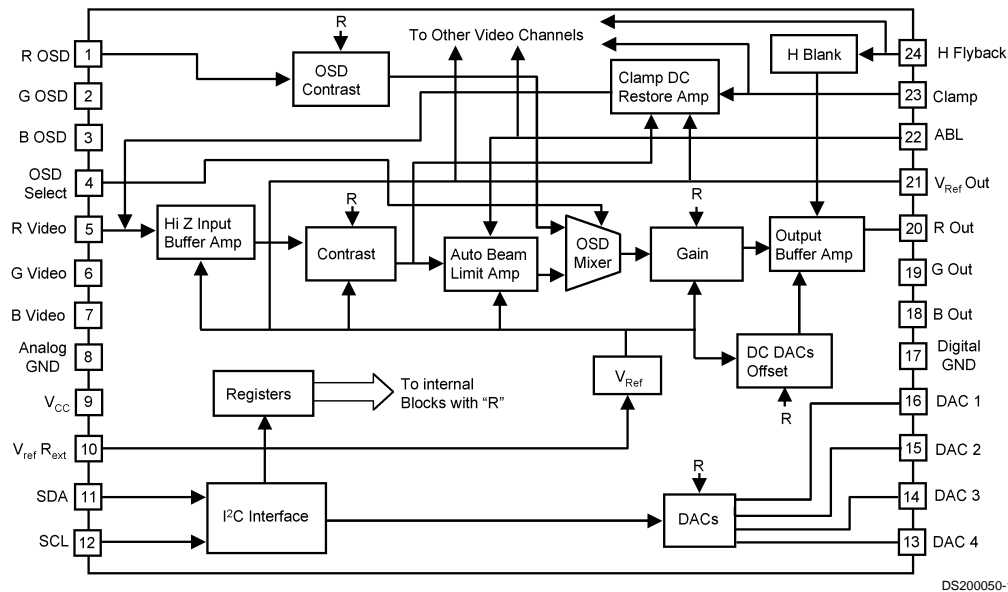 R OSD
1
G OSD
2
B OSD
3
OSD
Select
4
R Video
5
G Video
6
B Video
7
Analog
GND
8
VCC
9
Vref Rext
10
SDA
11
SCL
12
R
OSD
Contrast
To Other Video Channels
Clamp DC
Restore Amp
H Blank
Hi Z Input
Buffer Amp
R
Contrast
Auto Beam
Limit Amp
OSD
Mixer
R
Gain
Output
Buffer Amp
VRef
DC DACs
Offset
R
Registers
To internal
Blocks with “R”
I2C Interface
R
DACs
24
H Flyback
23
Clamp
22
ABL
21
VRef Out
20
R Out
19
G Out
18
B Out
17
Digital
GND
16
DAC 1
15
DAC 2
14
DAC 3
13
DAC 4
DS200050-